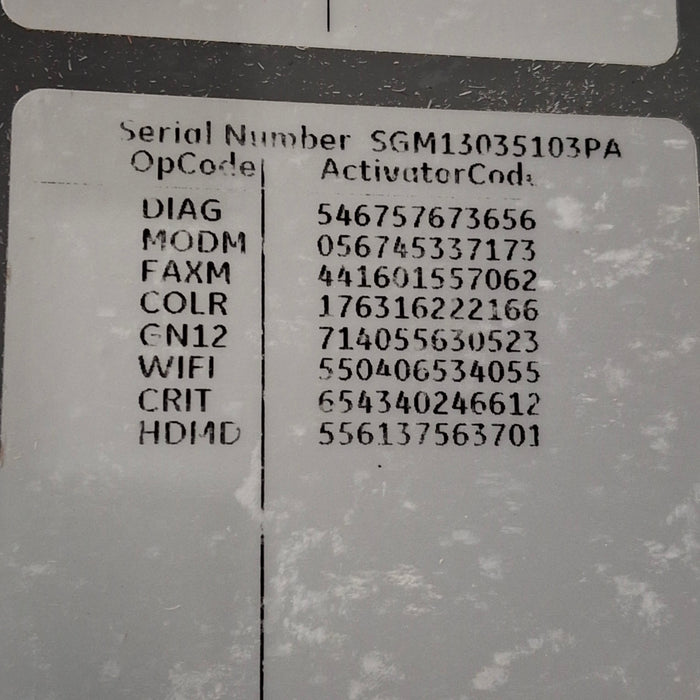 Serial Number SGM13035103PA
OpCode ActivatorCode
DIAG 546757673656
MODM 056745337173
FAXM 441601557062
COLR 176316222166
GN12 714055630523
WIFI 550406534055
CRIT 654340246612
HDMD 556137563701